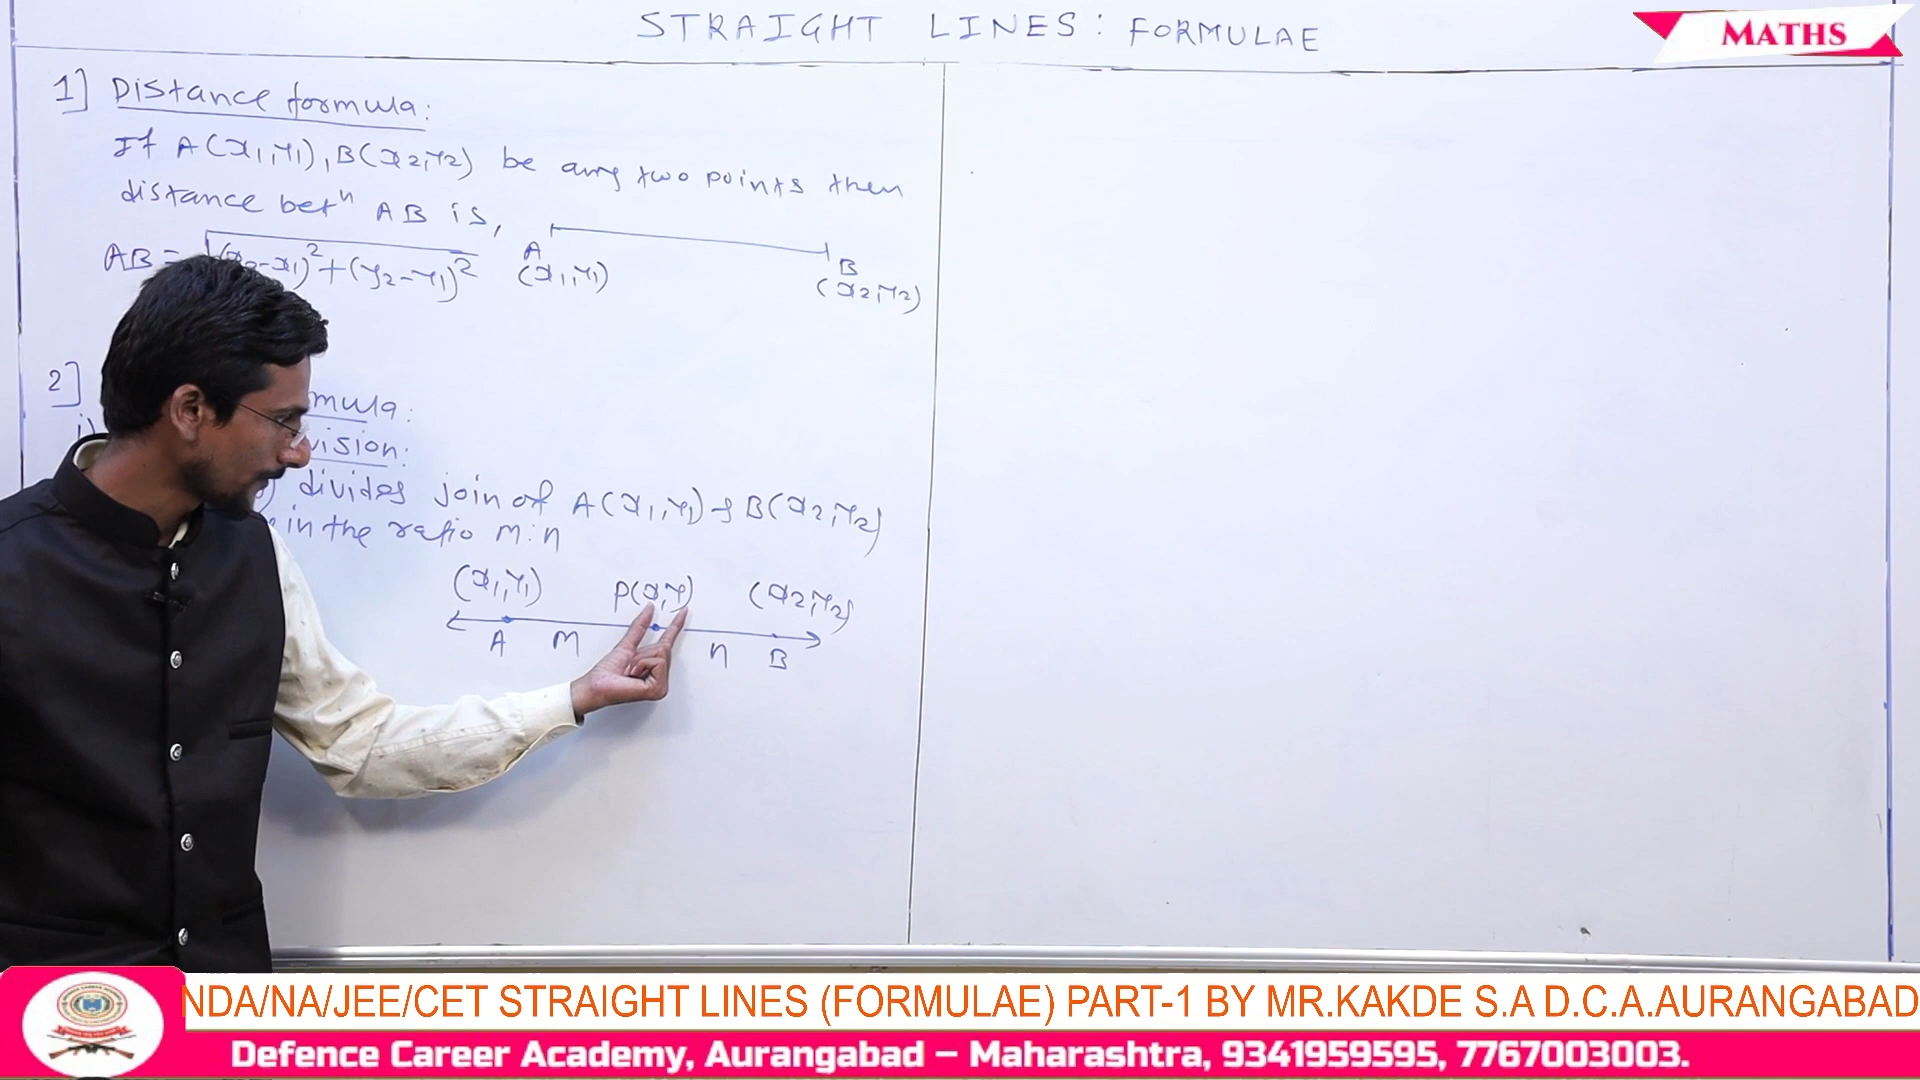 STRAIGHT LINES: FORMULAE
MATHS
1] Distance formula:
If A(x₁,y₁), B(x₂,y₂) be any two points then
distance betⁿ AB is,
AB = √(x₂-x₁)²+(y₂-y₁)²
A
(x₁,y₁)
B
(x₂,y₂)
2]
mula:
i)
vision:
divides join of A(x₁,y₁) & B(x₂,y₂)
in the ratio m:n
(x₁,y₁) P(x,y) (x₂,y₂)
A m n B
NDA/NA/JEE/CET STRAIGHT LINES (FORMULAE) PART-1 BY MR.KAKDE S.A D.C.A.AURANGABAD
Defence Career Academy, Aurangabad – Maharashtra, 9341959595, 7767003003.